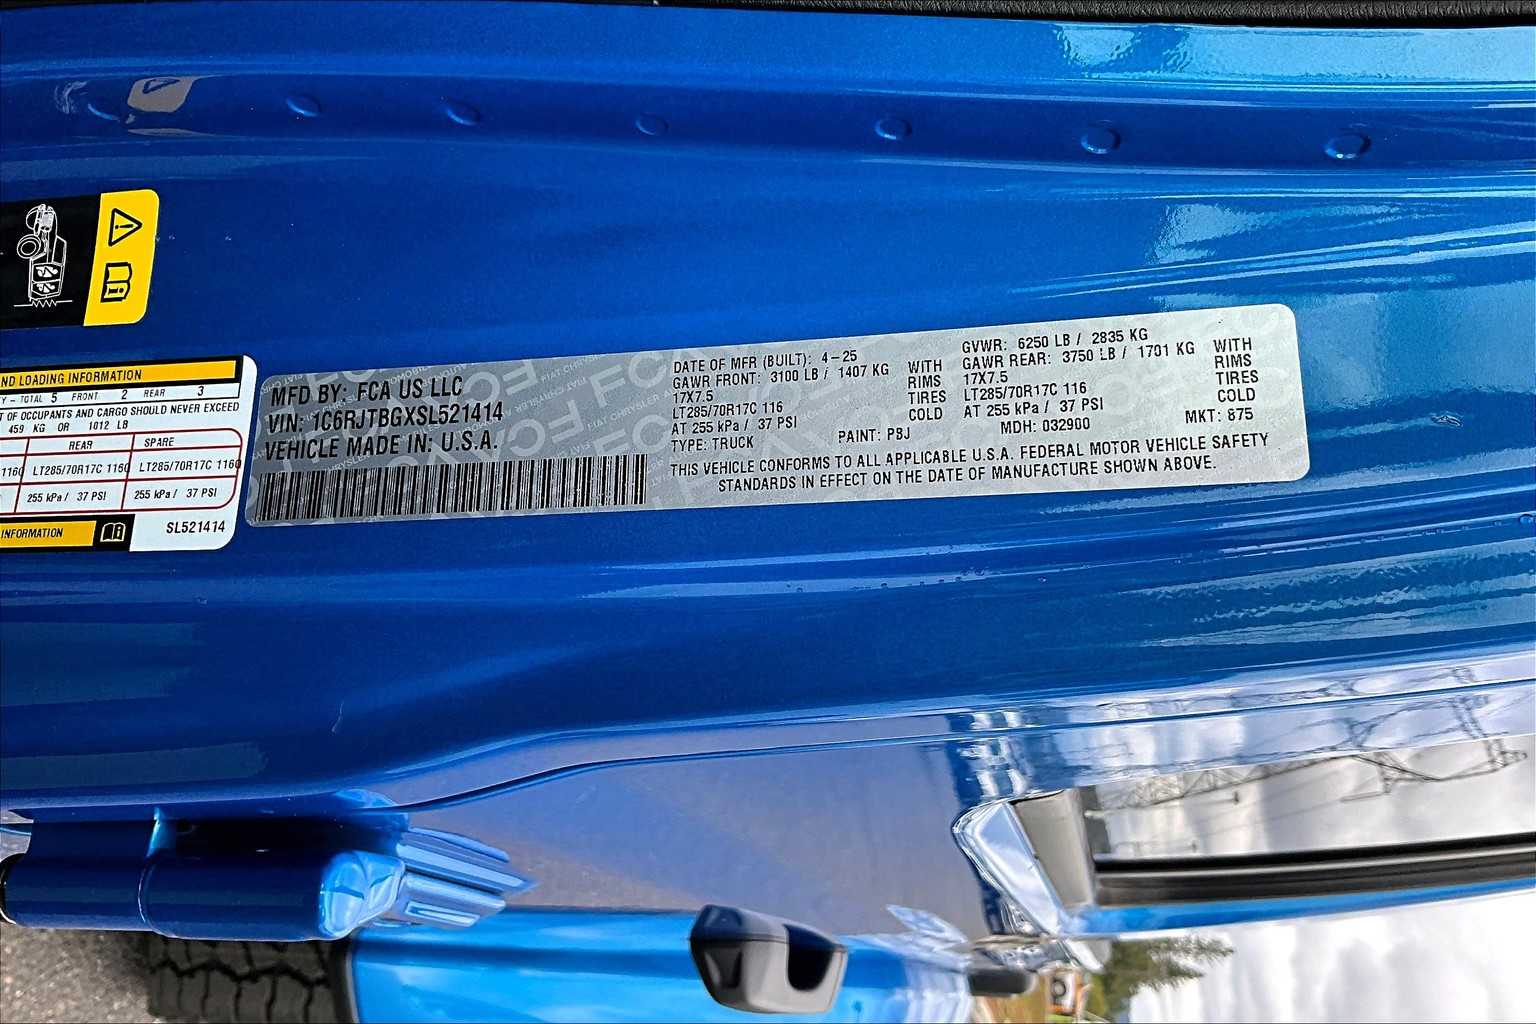 ND LOADING INFORMATION
Y - TOTAL 5 FRONT 2 REAR 3
T OF OCCUPANTS AND CARGO SHOULD NEVER EXCEED
459 KG OR 1012 LB
REAR SPARE
116C LT285/70R17C 116C LT285/70R17C 116C
255 kPa / 37 PSI 255 kPa / 37 PSI
INFORMATION
SL521414
MFD BY: FCA US LLC
VIN: 1C6RJTBGXSL521414
VEHICLE MADE IN: U.S.A.
DATE OF MFR (BUILT): 4-25 GVWR: 6250 LB / 2835 KG
GAWR FRONT: 3100 LB / 1407 KG WITH GAWR REAR: 3750 LB / 1701 KG WITH
17X7.5 RIMS 17X7.5 RIMS
LT285/70R17C 116 TIRES LT285/70R17C 116 TIRES
AT 255 kPa / 37 PSI COLD AT 255 kPa / 37 PSI COLD
TYPE: TRUCK PAINT: PBJ MDH: 032900 MKT: 875
THIS VEHICLE CONFORMS TO ALL APPLICABLE U.S.A. FEDERAL MOTOR VEHICLE SAFETY
STANDARDS IN EFFECT ON THE DATE OF MANUFACTURE SHOWN ABOVE.